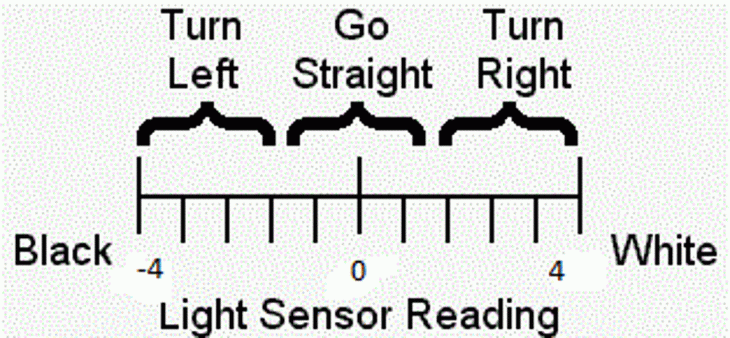 Turn Go Turn
Left Straight Right
Black -4 0 4 White
Light Sensor Reading